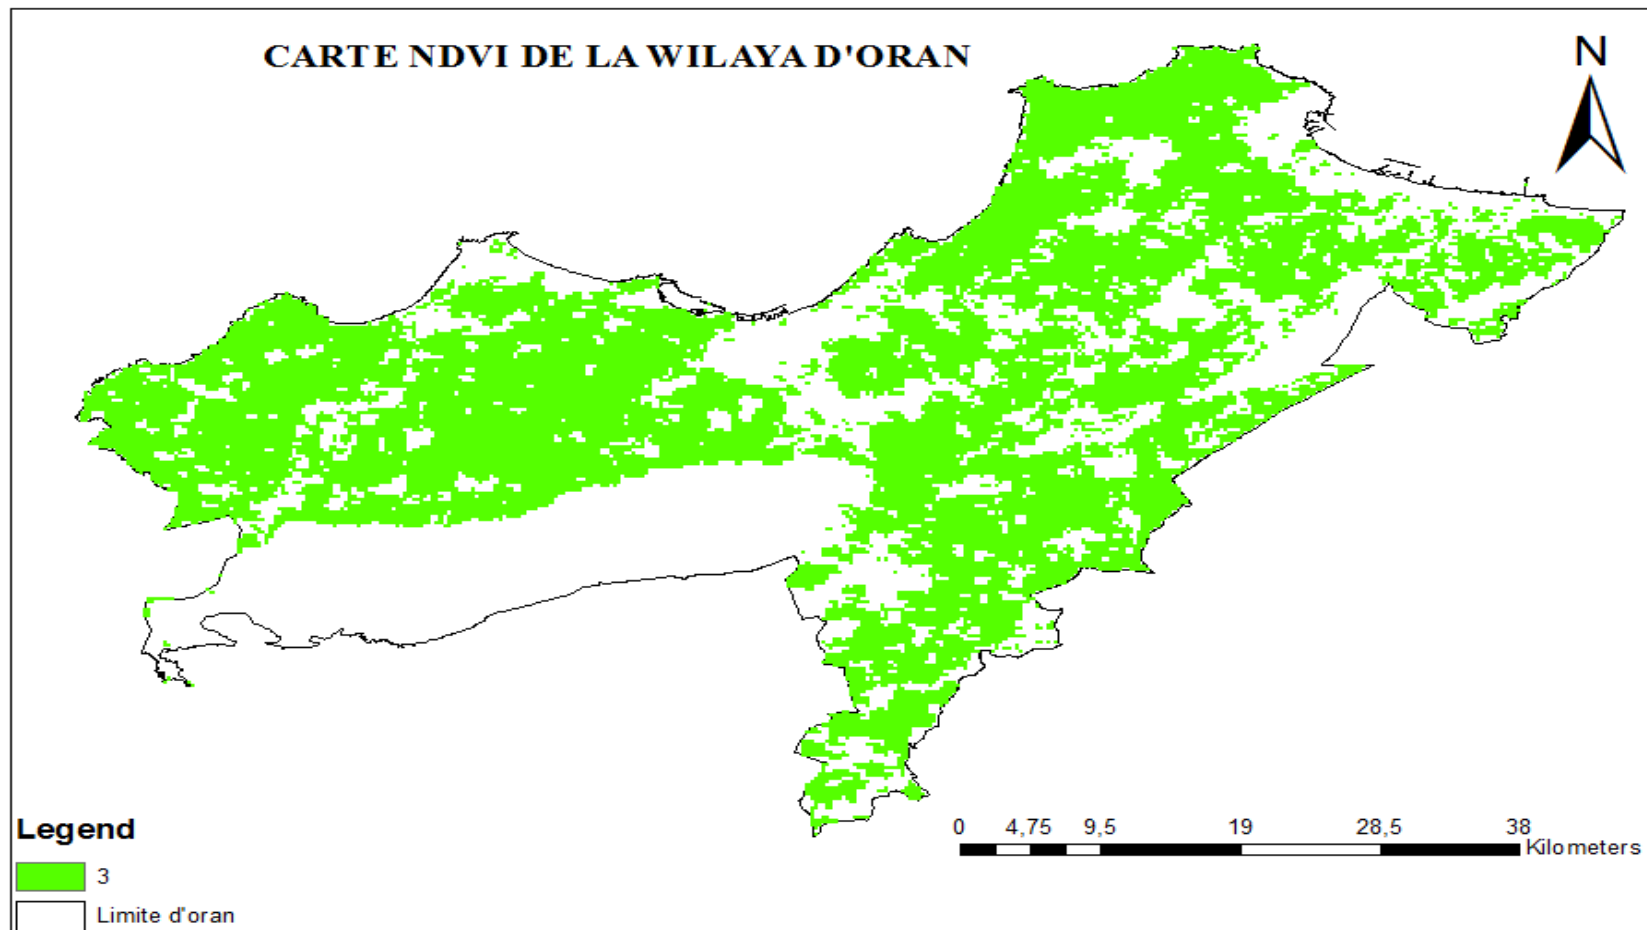 CARTE NDVI DE LA WILAYA D'ORAN
N
Legend
3
Limite d'oran
0 4,75 9,5 19 28,5 38
Kilometers